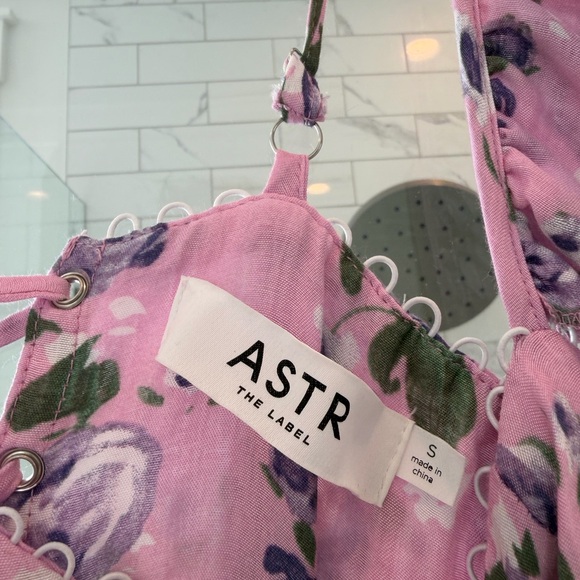 ASTR
THE LABEL
S
made in
china